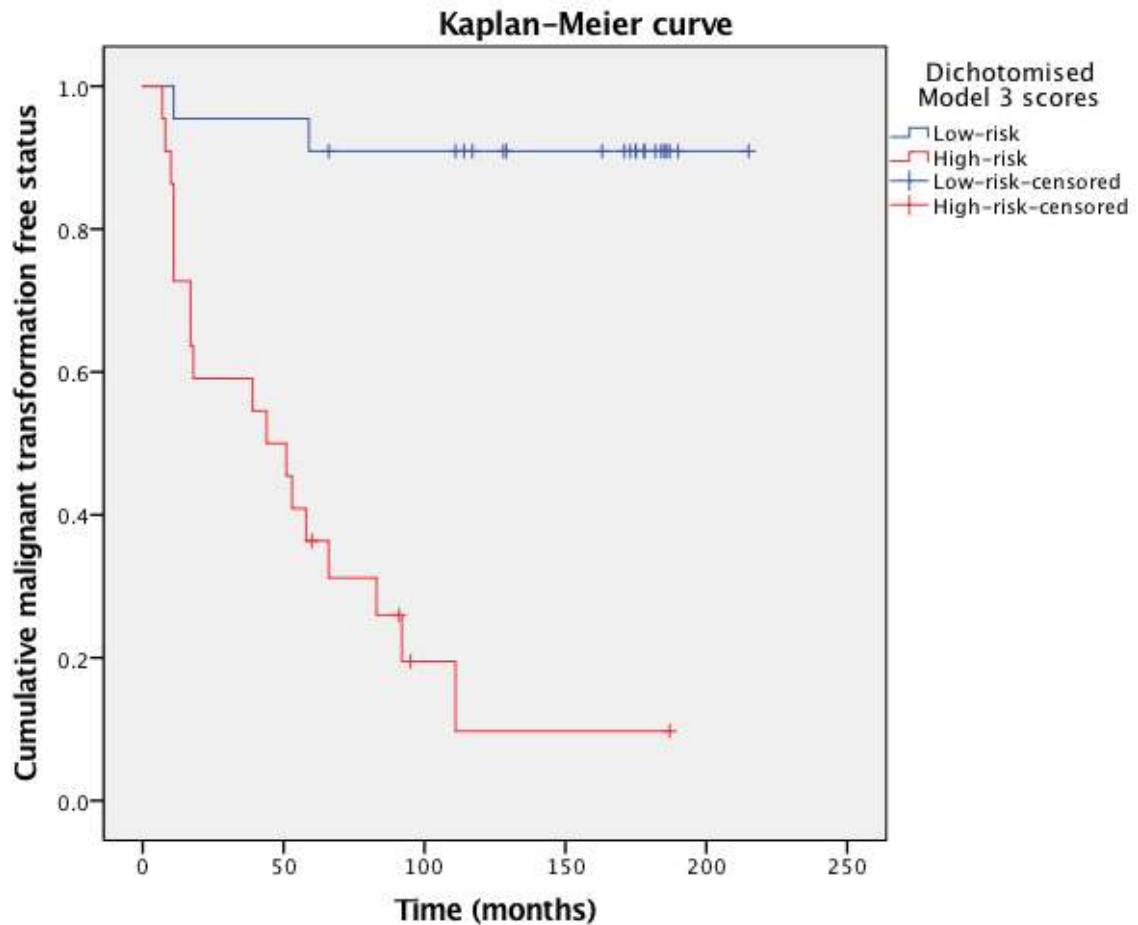 Kaplan-Meier curve
Dichotomised
Model 3 scores
Low-risk
High-risk
Low-risk-censored
High-risk-censored
Cumulative malignant transformation free status
1.0
0.8
0.6
0.4
0.2
0.0
0 50 100 150 200 250
Time (months)